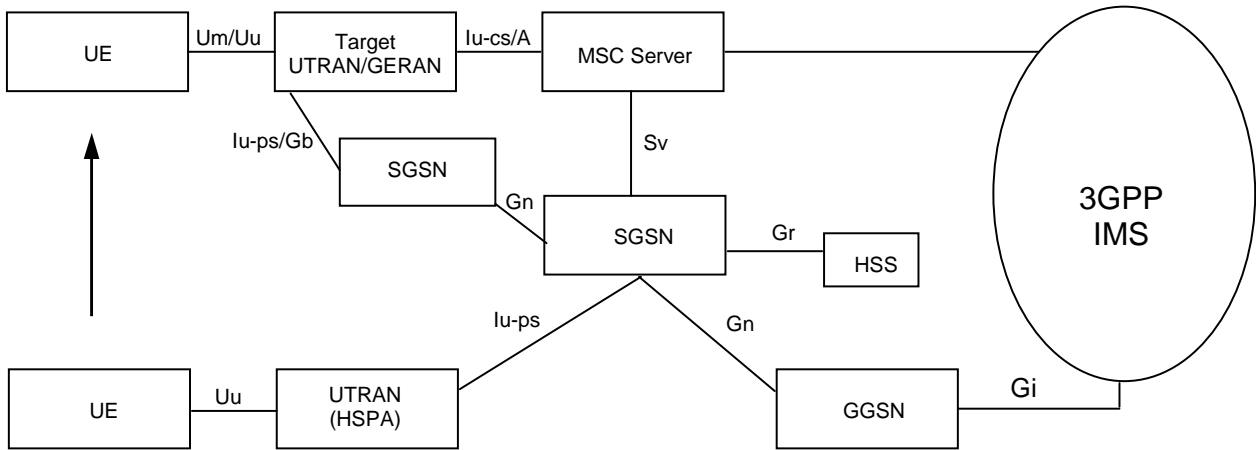 UE
Um/Uu
Target
UTRAN/GERAN
Iu-cs/A
MSC Server
Iu-ps/Gb
SGSN
Sv
Gn
SGSN
Gr
HSS
3GPP
IMS
Iu-ps
Gn
UE
Uu
UTRAN
(HSPA)
GGSN
Gi